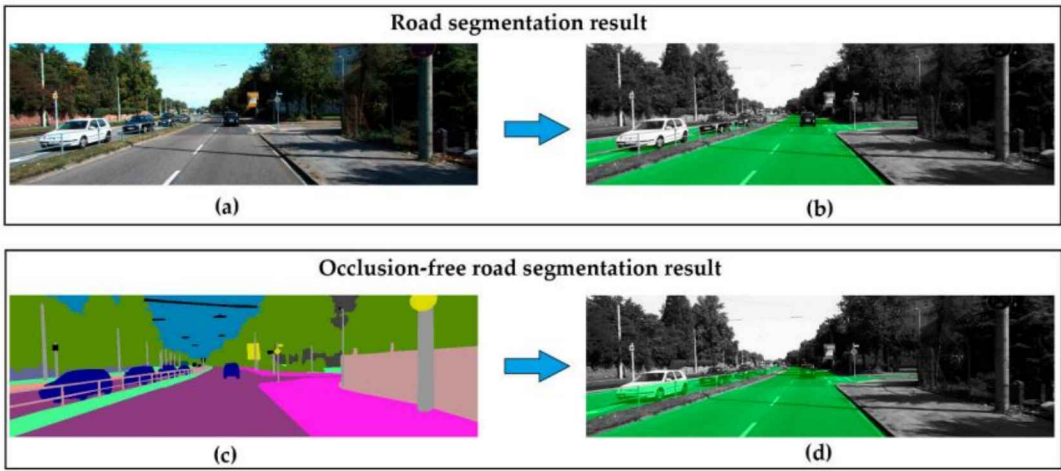 Road segmentation result
(a)
(b)
Occlusion-free road segmentation result
(c)
(d)